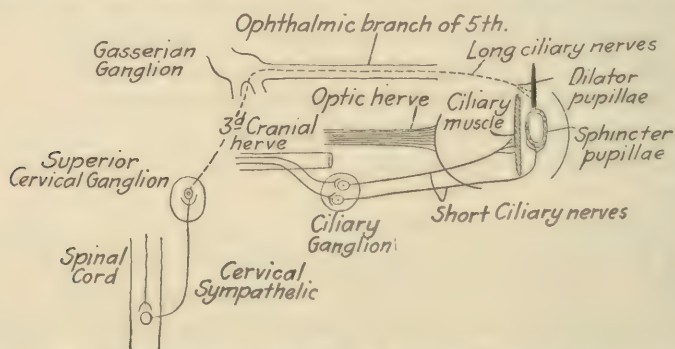 Ophthalmic branch of 5th.
Gasserian
Ganglion
Long ciliary nerves
Dilator
pupillae
Optic herve
Ciliary
muscle
3d Cranial
herve
Sphincter
pupillae
Superior
Cervical Ganglion
Short Ciliary nerves
Ciliary
Ganglion
Spinal
Cord
Cervical
Sympathelic